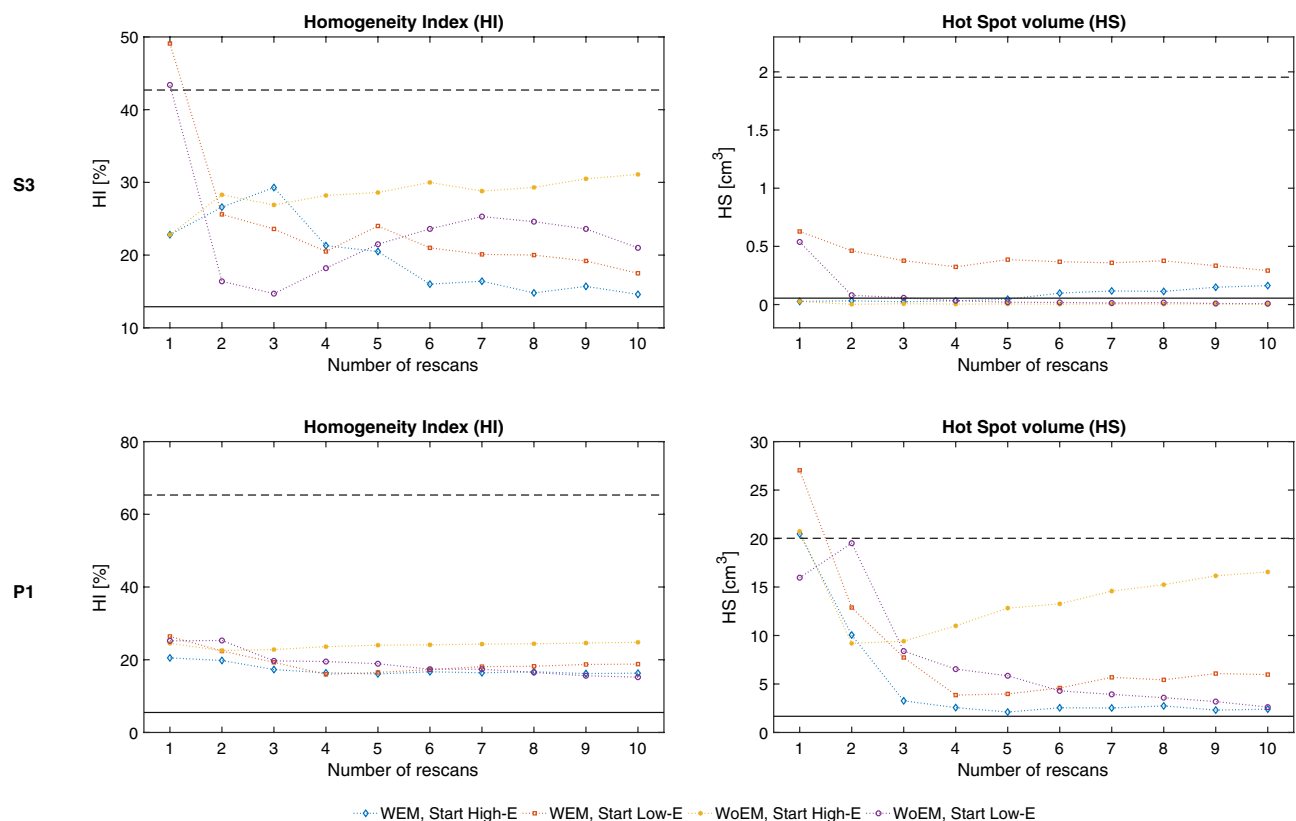 Homogeneity Index (HI)
Hot Spot volume (HS)
S3
HI [%]
50
40
30
20
10
1 2 3 4 5 6 7 8 9 10
Number of rescans
HS [cm³]
2
1.5
1
0.5
0
1 2 3 4 5 6 7 8 9 10
Number of rescans
Homogeneity Index (HI)
Hot Spot volume (HS)
P1
HI [%]
80
60
40
20
0
1 2 3 4 5 6 7 8 9 10
Number of rescans
HS [cm³]
30
25
20
15
10
5
0
1 2 3 4 5 6 7 8 9 10
Number of rescans
WEM, Start High-E WEM, Start Low-E WoEM, Start High-E WoEM, Start Low-E